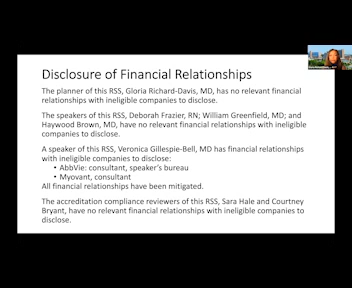 Disclosure of Financial Relationships
The planner of this RSS, Gloria Richard-Davis, MD, has no relevant financial
relationships with ineligible companies to disclose.
The speakers of this RSS, Deborah Frazier, RN; William Greenfield, MD; and
Haywood Brown, MD, have no relevant financial relationships with ineligible
companies to disclose.
A speaker of this RSS, Veronica Gillespie-Bell, MD has financial relationships
with ineligible companies to disclose:
• AbbVie: consultant, speaker's bureau
• Myovant, consultant
All financial relationships have been mitigated.
The accreditation compliance reviewers of this RSS, Sara Hale and Courtney
Bryant, have no relevant financial relationships with ineligible companies to
disclose.